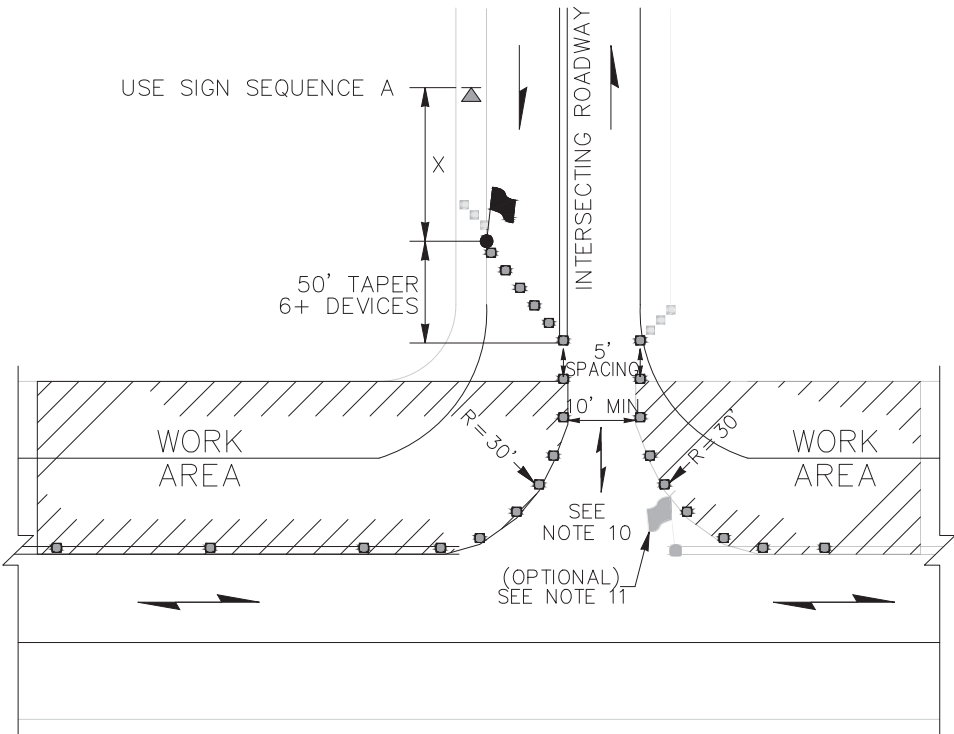 USE SIGN SEQUENCE A
X
INTERSECTING ROADWAY
50' TAPER
6+ DEVICES
5'
SPACING
10' MIN
R=30'
R=30'
WORK
AREA
WORK
AREA
SEE
NOTE 10
(OPTIONAL)
SEE NOTE 11